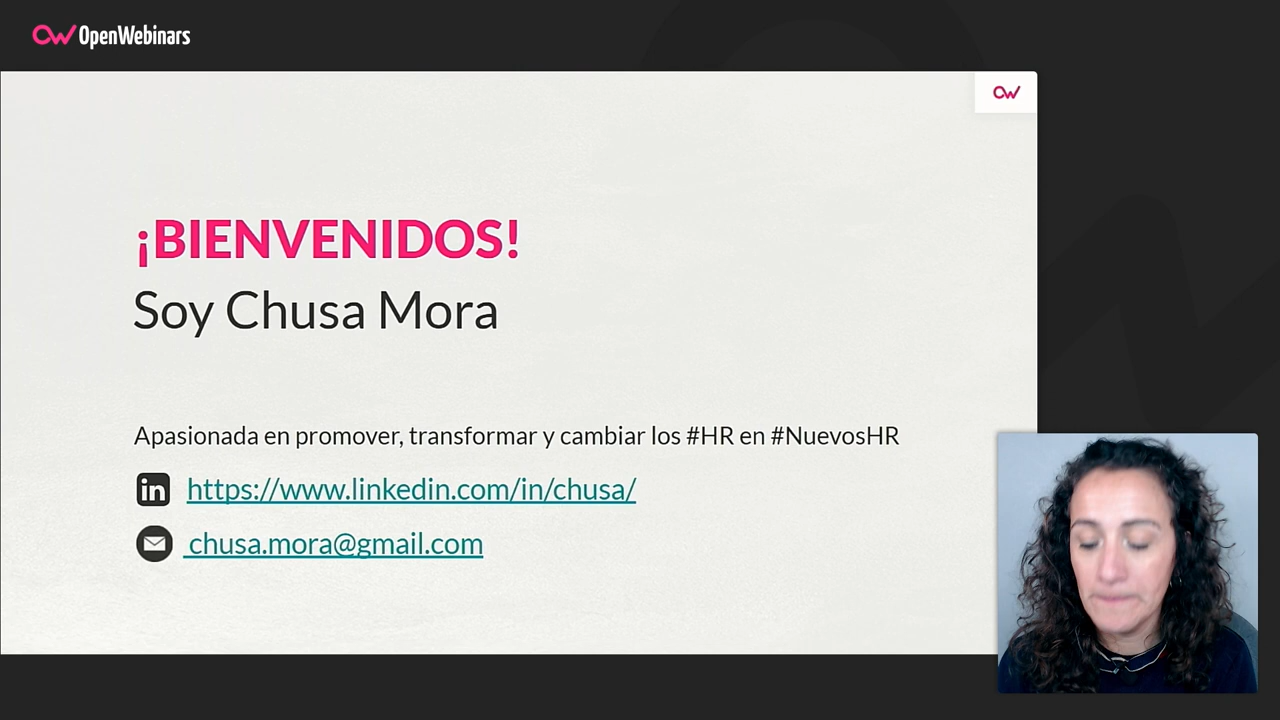 OpenWebinars
¡BIENVENIDOS!
Soy Chusa Mora
Apasionada en promover, transformar y cambiar los #HR en #NuevosHR
in https://www.linkedin.com/in/chusa/
chusa.mora@gmail.com